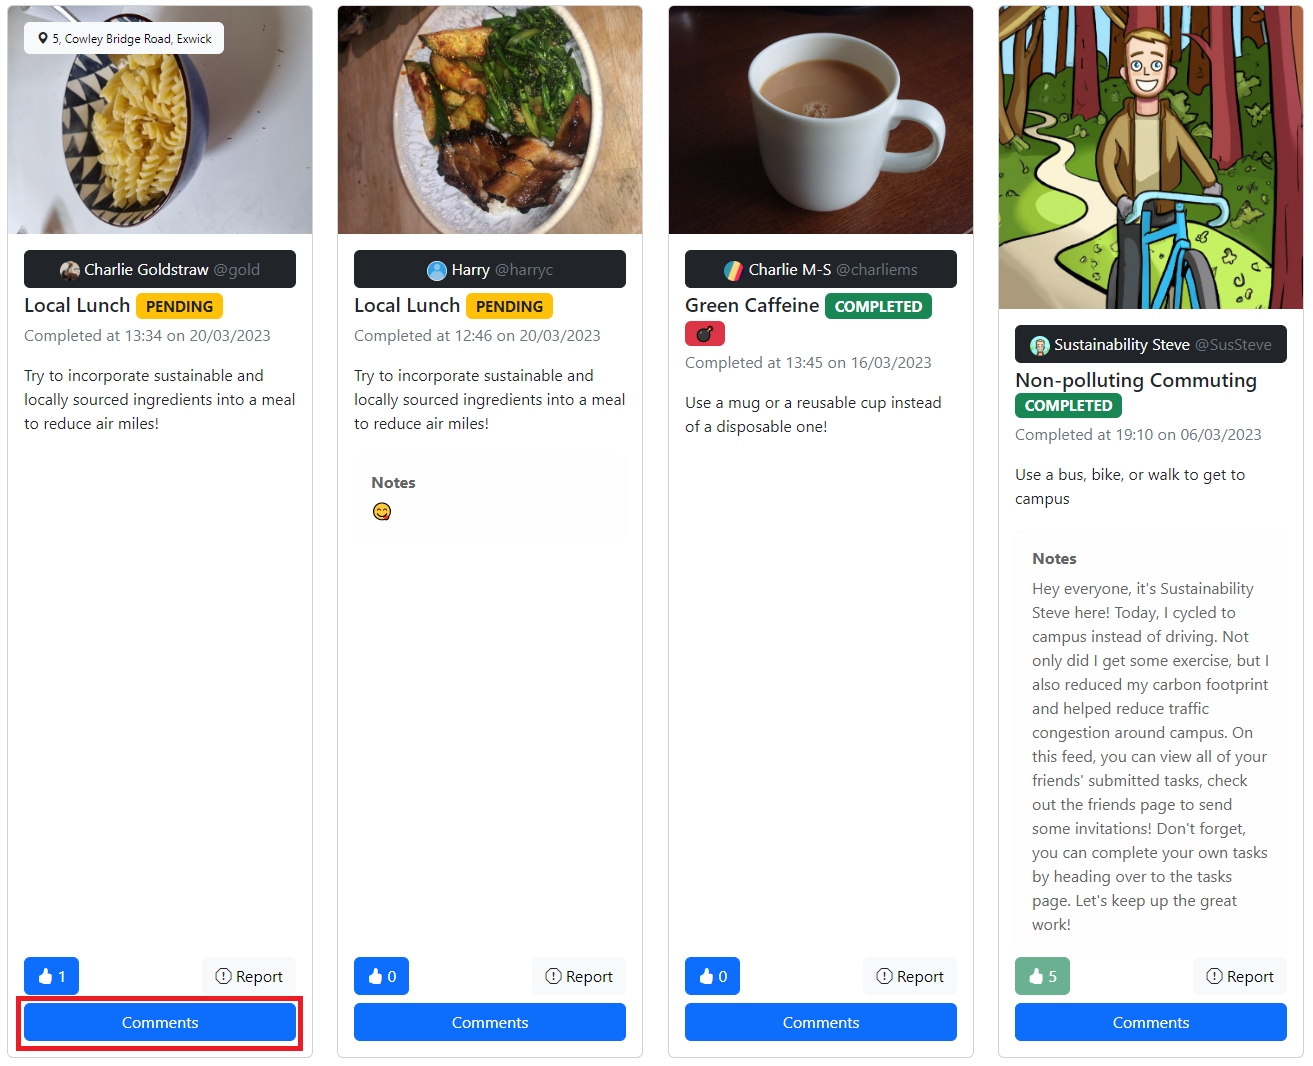 5, Cowley Bridge Road, Exwick
Charlie Goldstraw @gold
Local Lunch PENDING
Completed at 13:34 on 20/03/2023
Try to incorporate sustainable and
locally sourced ingredients into a meal
to reduce air miles!
1
Report
Comments
Harry @harryc
Local Lunch PENDING
Completed at 12:46 on 20/03/2023
Try to incorporate sustainable and
locally sourced ingredients into a meal
to reduce air miles!
Notes
😋
0
Report
Comments
Charlie M-S @charliems
Green Caffeine COMPLETED
💣
Completed at 13:45 on 16/03/2023
Use a mug or a reusable cup instead
of a disposable one!
0
Report
Comments
Sustainability Steve @SusSteve
Non-polluting Commuting
COMPLETED
Completed at 19:10 on 06/03/2023
Use a bus, bike, or walk to get to
campus
Notes
Hey everyone, it's Sustainability
Steve here! Today, I cycled to
campus instead of driving. Not
only did I get some exercise, but I
also reduced my carbon footprint
and helped reduce traffic
congestion around campus. On
this feed, you can view all of your
friends' submitted tasks, check
out the friends page to send
some invitations! Don't forget,
you can complete your own tasks
by heading over to the tasks
page. Let's keep up the great
work!
5
Report
Comments